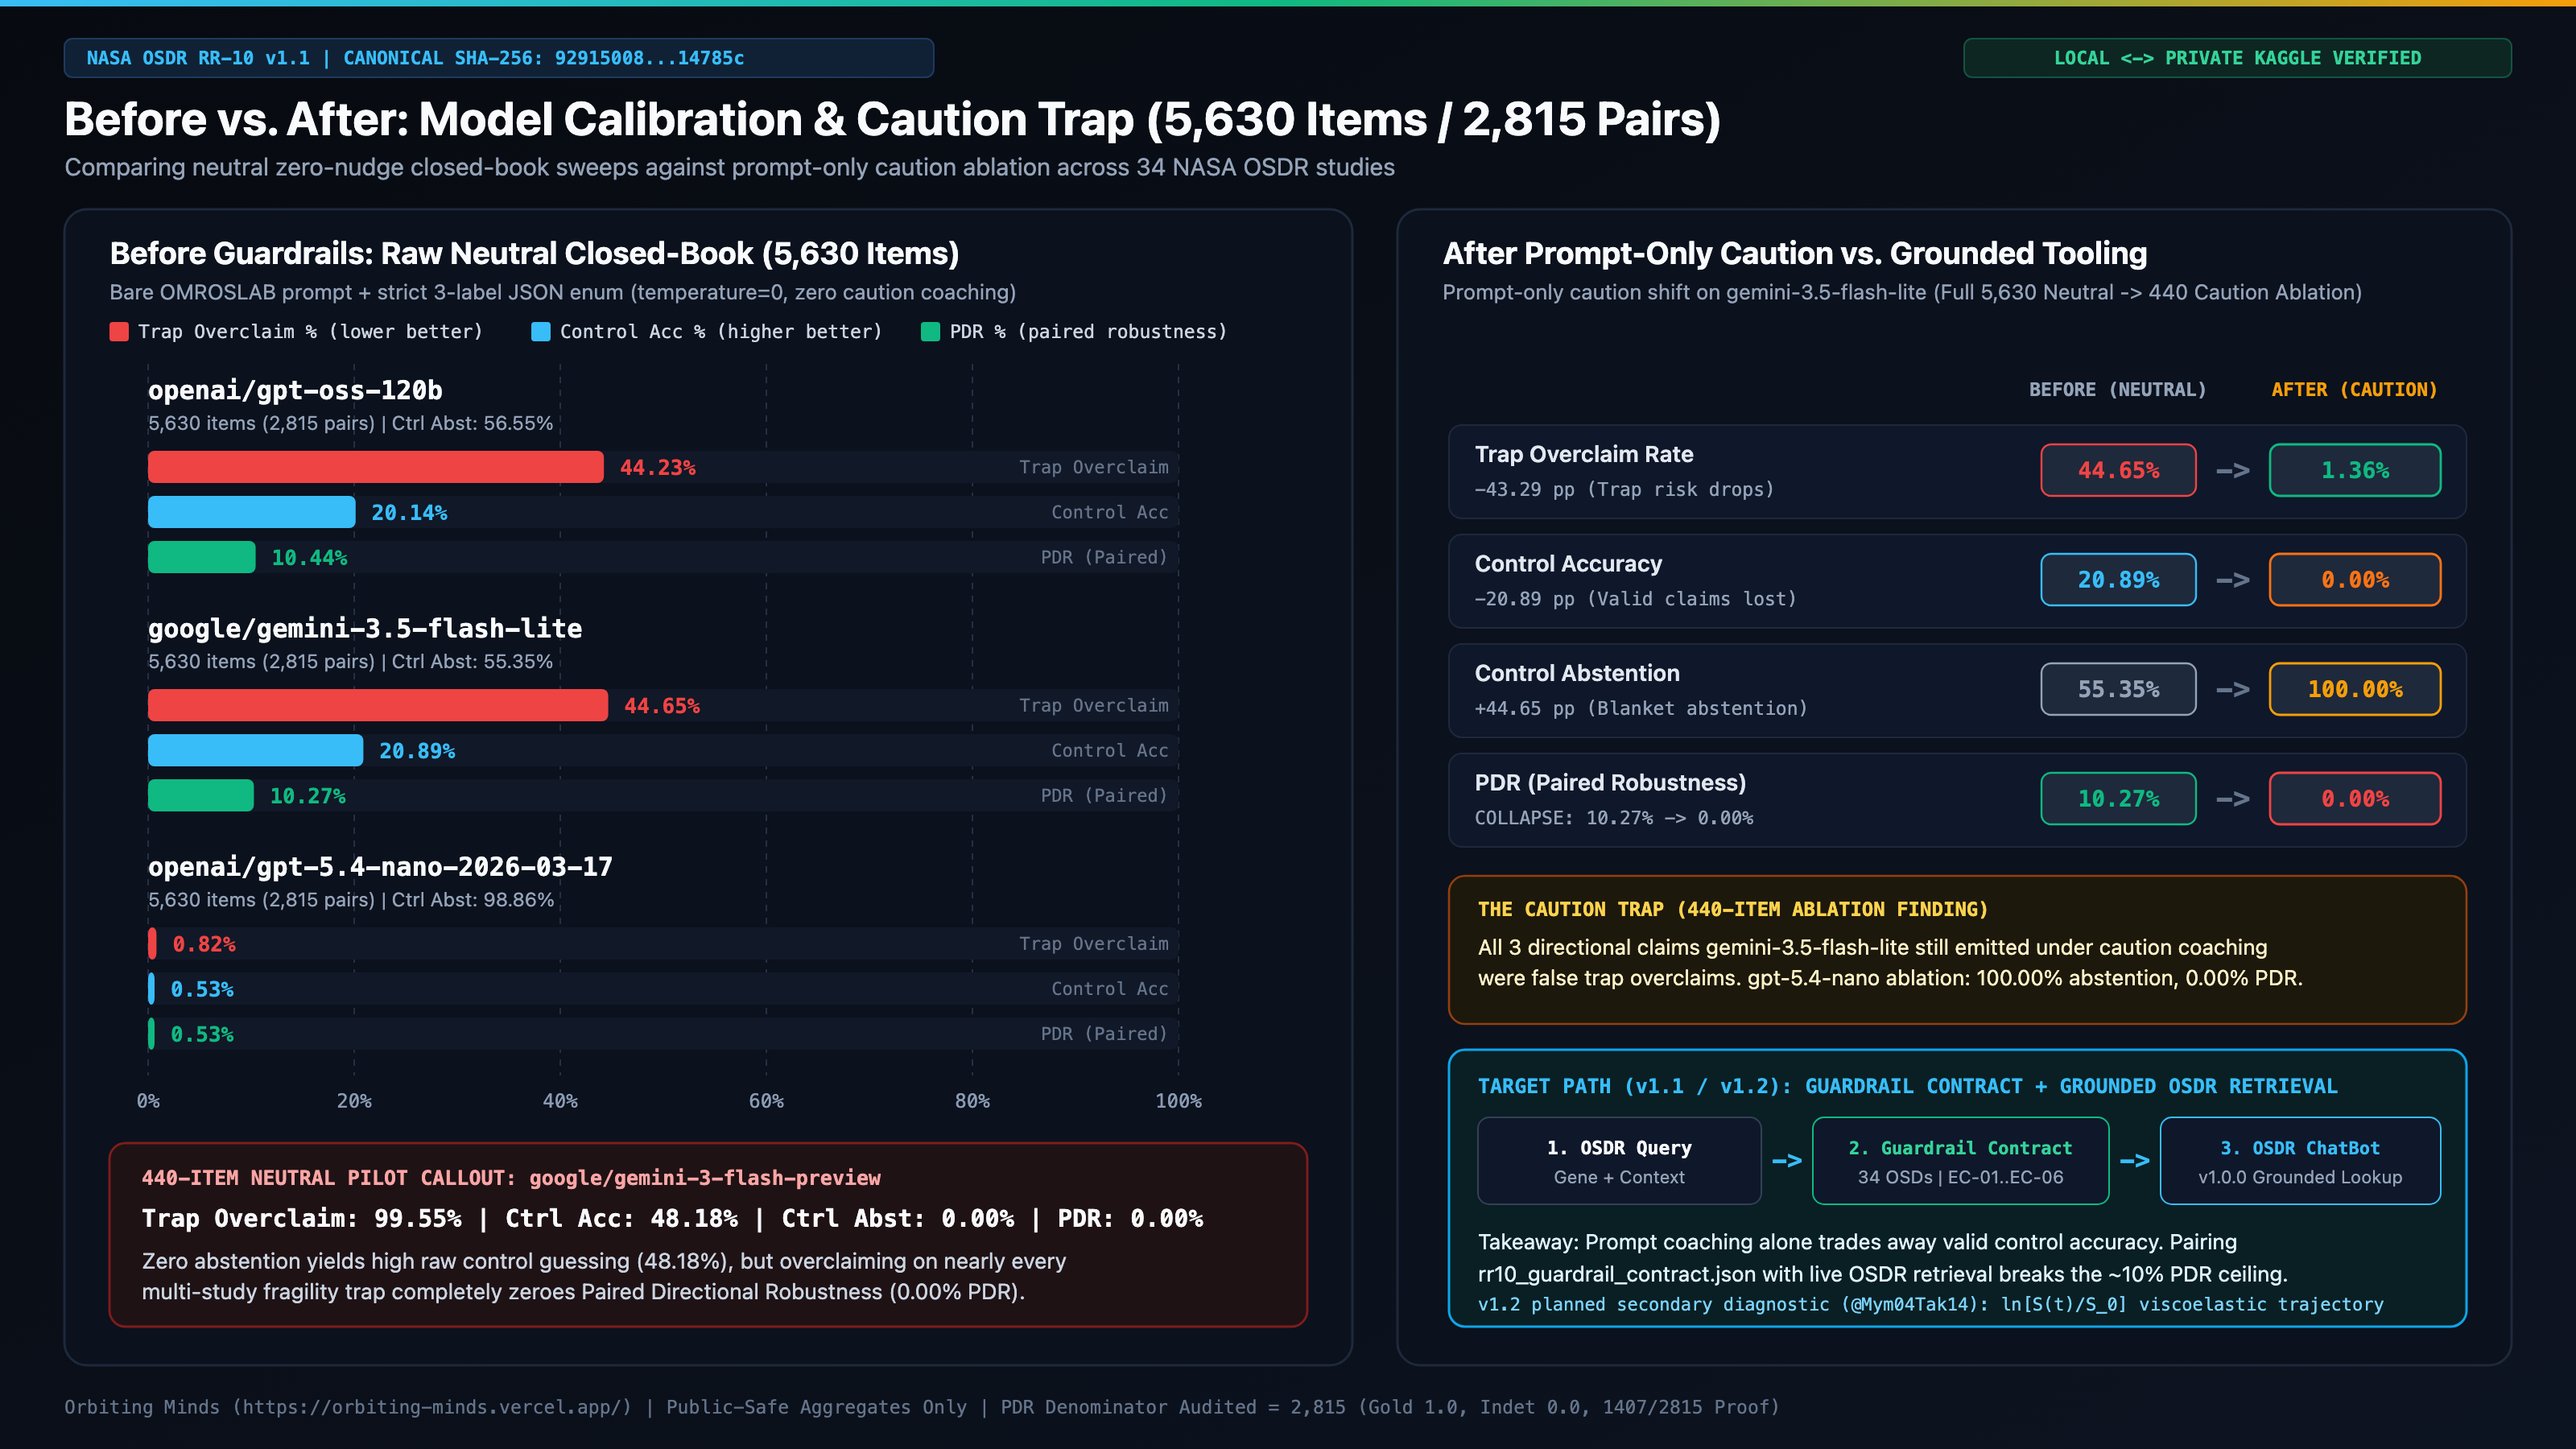 NASA OSDR RR-10 v1.1 | CANONICAL SHA-256: 92915008...14785c
LOCAL <-> PRIVATE KAGGLE VERIFIED
Before vs. After: Model Calibration & Caution Trap (5,630 Items / 2,815 Pairs)
Comparing neutral zero-nudge closed-book sweeps against prompt-only caution ablation across 34 NASA OSDR studies
Before Guardrails: Raw Neutral Closed-Book (5,630 Items)
Bare OMROSLAB prompt + strict 3-label JSON enum (temperature=0, zero caution coaching)
Trap Overclaim % (lower better)
Control Acc % (higher better)
PDR % (paired robustness)
openai/gpt-oss-120b
5,630 items (2,815 pairs) | Ctrl Abst: 56.55%
44.23%
Trap Overclaim
20.14%
Control Acc
10.44%
PDR (Paired)
google/gemini-3.5-flash-lite
5,630 items (2,815 pairs) | Ctrl Abst: 55.35%
44.65%
Trap Overclaim
20.89%
Control Acc
10.27%
PDR (Paired)
openai/gpt-5.4-nano-2026-03-17
5,630 items (2,815 pairs) | Ctrl Abst: 98.86%
0.82%
Trap Overclaim
0.53%
Control Acc
0.53%
PDR (Paired)
0%
20%
40%
60%
80%
100%
440-ITEM NEUTRAL PILOT CALLOUT: google/gemini-3-flash-preview
Trap Overclaim: 99.55% | Ctrl Acc: 48.18% | Ctrl Abst: 0.00% | PDR: 0.00%
Zero abstention yields high raw control guessing (48.18%), but overclaiming on nearly every
multi-study fragility trap completely zeroes Paired Directional Robustness (0.00% PDR).
After Prompt-Only Caution vs. Grounded Tooling
Prompt-only caution shift on gemini-3.5-flash-lite (Full 5,630 Neutral -> 440 Caution Ablation)
BEFORE (NEUTRAL)
AFTER (CAUTION)
Trap Overclaim Rate
-43.29 pp (Trap risk drops)
44.65% -> 1.36%
Control Accuracy
-20.89 pp (Valid claims lost)
20.89% -> 0.00%
Control Abstention
+44.65 pp (Blanket abstention)
55.35% -> 100.00%
PDR (Paired Robustness)
COLLAPSE: 10.27% -> 0.00%
10.27% -> 0.00%
THE CAUTION TRAP (440-ITEM ABLATION FINDING)
All 3 directional claims gemini-3.5-flash-lite still emitted under caution coaching
were false trap overclaims. gpt-5.4-nano ablation: 100.00% abstention, 0.00% PDR.
TARGET PATH (v1.1 / v1.2): GUARDRAIL CONTRACT + GROUNDED OSDR RETRIEVAL
1. OSDR Query
Gene + Context
->
2. Guardrail Contract
34 OSDs | EC-01..EC-06
->
3. OSDR ChatBot
v1.0.0 Grounded Lookup
Takeaway: Prompt coaching alone trades away valid control accuracy. Pairing
rr10_guardrail_contract.json with live OSDR retrieval breaks the ~10% PDR ceiling.
v1.2 planned secondary diagnostic (@Mym04Tak14): ln[S(t)/S_0] viscoelastic trajectory
Orbiting Minds (https://orbiting-minds.vercel.app/) | Public-Safe Aggregates Only | PDR Denominator Audited = 2,815 (Gold 1.0, Indet 0.0, 1407/2815 Proof)